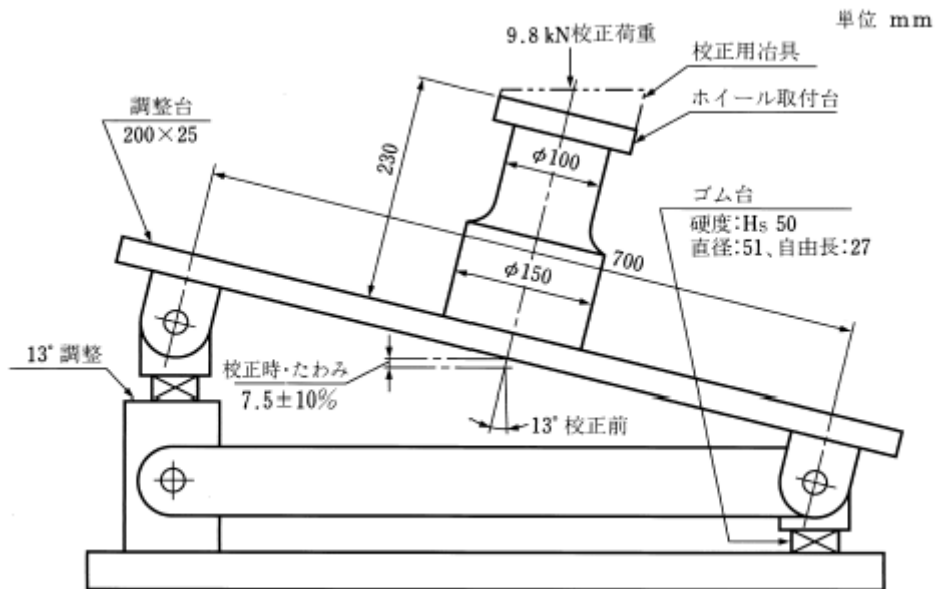 単位 mm
9.8 kN校正荷重
校正用冶具
ホイール取付台
調整台
200×25
230
φ100
ゴム台
硬度:Hs 50
直径:51、自由長:27
700
φ150
13°調整
校正時・たわみ
7.5±10%
13°校正前